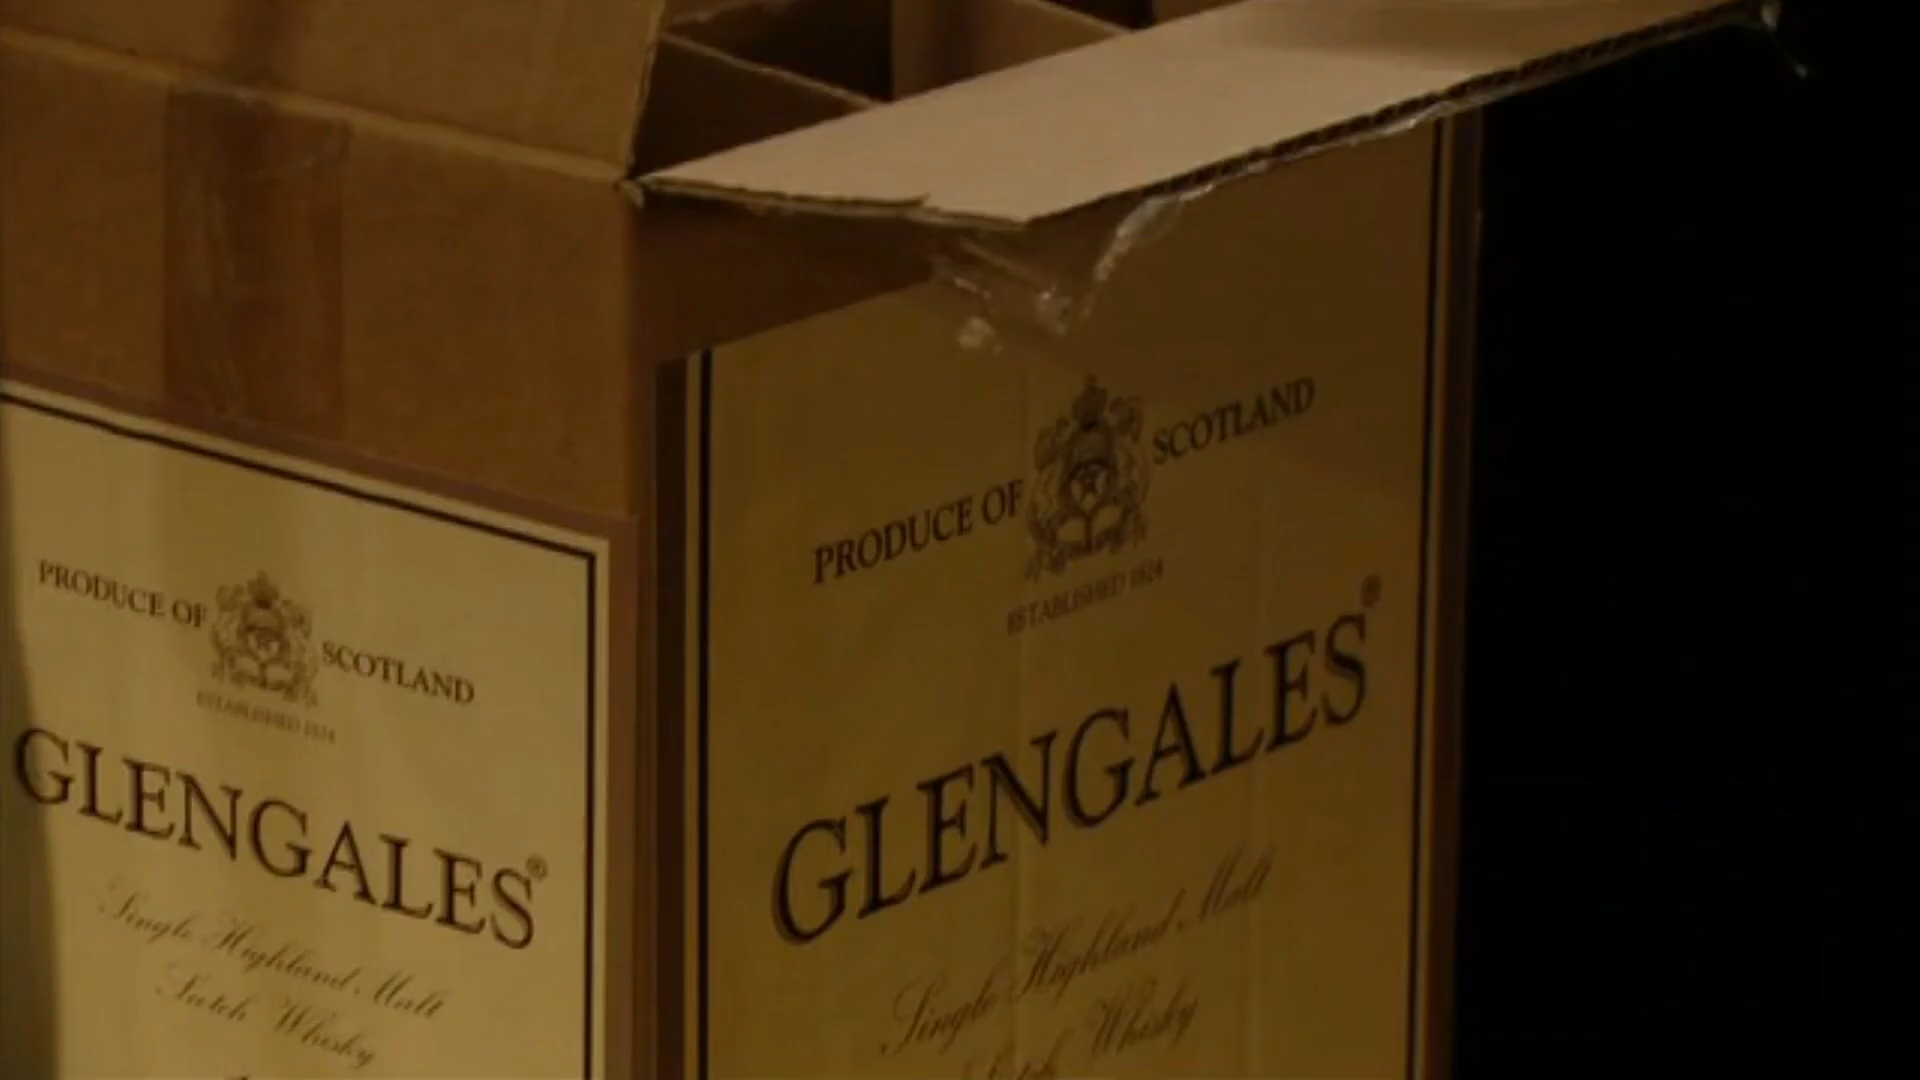 PRODUCE OF SCOTLAND
ESTABLISHED 1824
GLENGALES®
Single Highland Malt
Scotch Whisky
PRODUCE OF SCOTLAND
ESTABLISHED 1824
GLENGALES®
Single Highland Malt
Scotch Whisky